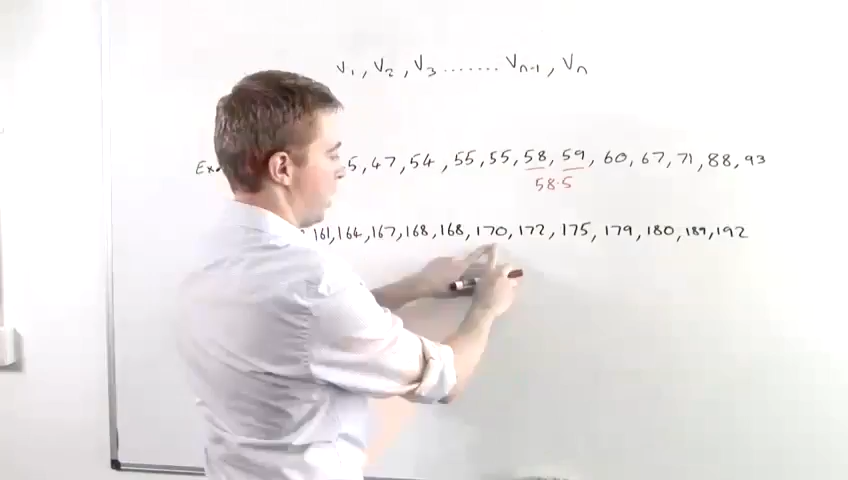 V1, V2, V3 ....... Vn-1, Vn
Ex 5, 47, 54, 55, 55, 58, 59, 60, 67, 71, 88, 93
58.5
161, 164, 167, 168, 168, 170, 172, 175, 179, 180, 189, 192